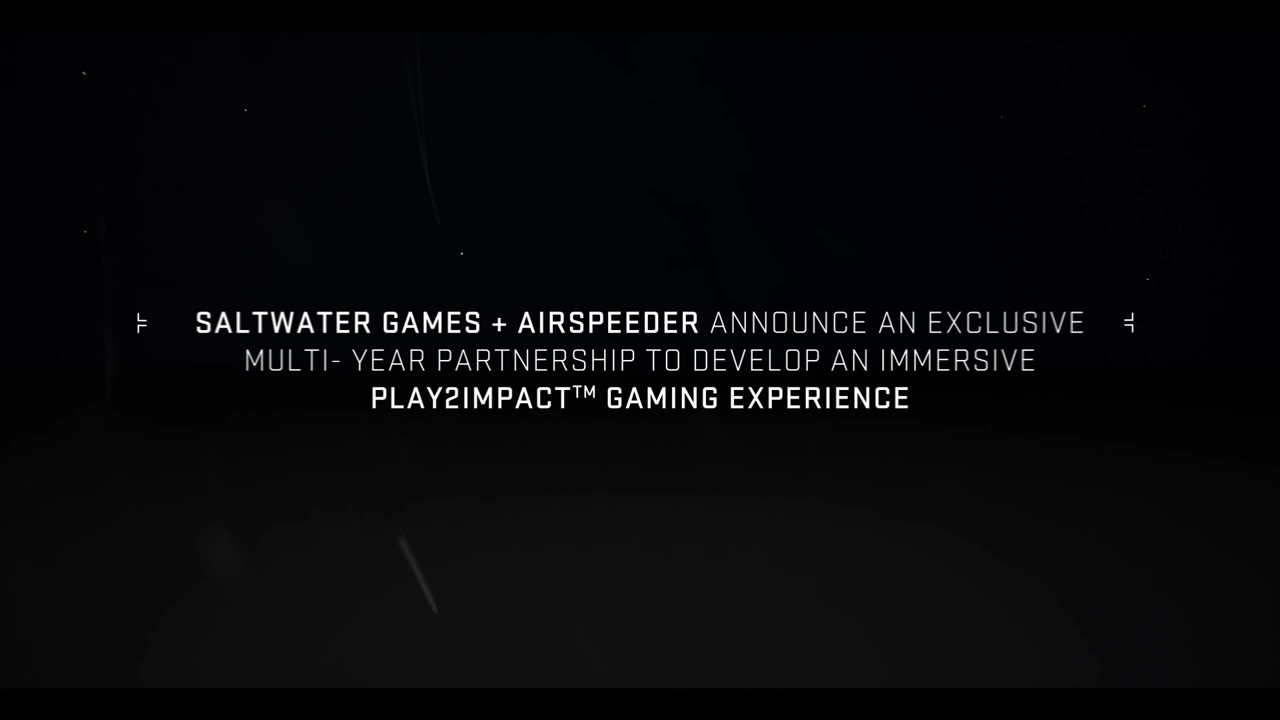 SALTWATER GAMES + AIRSPEEDER ANNOUNCE AN EXCLUSIVE
MULTI- YEAR PARTNERSHIP TO DEVELOP AN IMMERSIVE
PLAY2IMPACT™ GAMING EXPERIENCE